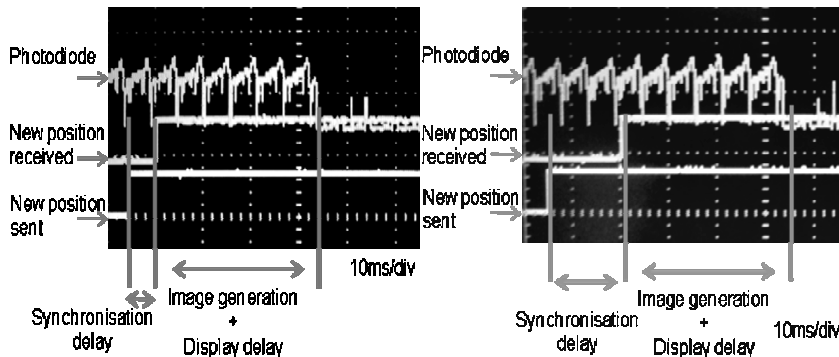 Photodiode
New position
received
New position
sent
10ms/div
Synchronisation
delay
Image generation
+
Display delay
Photodiode
New position
received
New position
sent
Synchronisation
delay
Image generation
+
Display delay
10ms/div